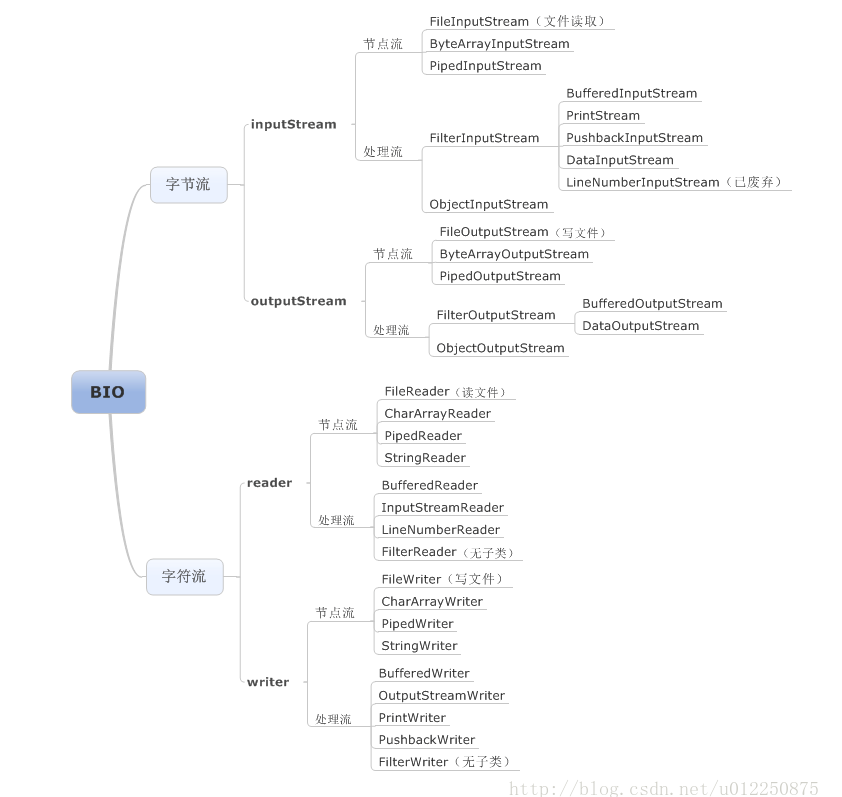 BIO
字节流
inputStream
节点流
FileInputStream（文件读取）
ByteArrayInputStream
PipedInputStream
处理流
FilterInputStream
BufferedInputStream
PrintStream
PushbackInputStream
DataInputStream
LineNumberInputStream（已废弃）
ObjectInputStream
outputStream
节点流
FileOutputStream（写文件）
ByteArrayOutputStream
PipedOutputStream
处理流
FilterOutputStream
BufferedOutputStream
DataOutputStream
ObjectOutputStream
字符流
reader
节点流
FileReader（读文件）
CharArrayReader
PipedReader
StringReader
处理流
BufferedReader
InputStreamReader
LineNumberReader
FilterReader（无子类）
writer
节点流
FileWriter（写文件）
CharArrayWriter
PipedWriter
StringWriter
处理流
BufferedWriter
OutputStreamWriter
PrintWriter
PushbackWriter
FilterWriter（无子类）
http://blog.csdn.net/u012250875